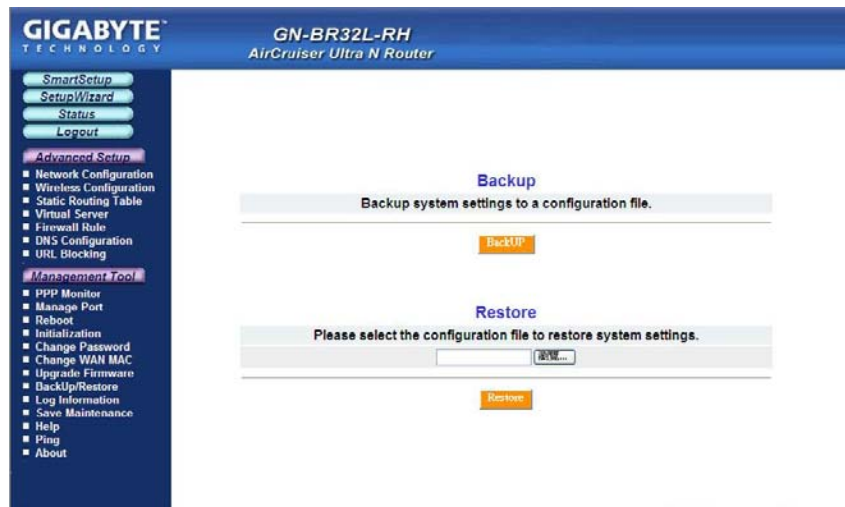 GIGABYTE™
TECHNOLOGY
GN-BR32L-RH
AirCruiser Ultra N Router
SmartSetup
SetupWizard
Status
Logout
Advanced Setup
Network Configuration
Wireless Configuration
Static Routing Table
Virtual Server
Firewall Rule
DNS Configuration
URL Blocking
Management Tool
PPP Monitor
Manage Port
Reboot
Initialization
Change Password
Change WAN MAC
Upgrade Firmware
BackUp/Restore
Log Information
Save Maintenance
Help
Ping
About
Backup
Backup system settings to a configuration file.
BackUP
Restore
Please select the configuration file to restore system settings.
Restore